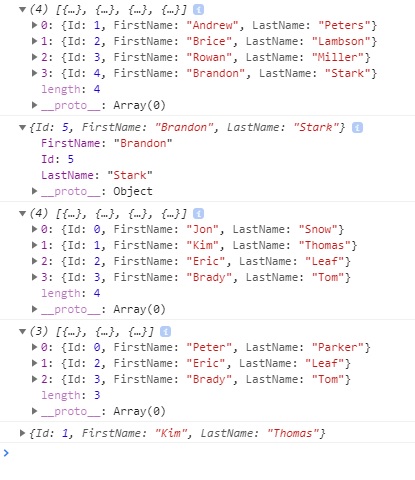 ▼(4) [{…}, {…}, {…}, {…}] i
▶0: {Id: 1, FirstName: "Andrew", LastName: "Peters"}
▶1: {Id: 2, FirstName: "Brice", LastName: "Lambson"}
▶2: {Id: 3, FirstName: "Rowan", LastName: "Miller"}
▶3: {Id: 4, FirstName: "Brandon", LastName: "Stark"}
length: 4
▶__proto__: Array(0)
▼{Id: 5, FirstName: "Brandon", LastName: "Stark"} i
FirstName: "Brandon"
Id: 5
LastName: "Stark"
▶__proto__: Object
▼(4) [{…}, {…}, {…}, {…}] i
▶0: {Id: 0, FirstName: "Jon", LastName: "Snow"}
▶1: {Id: 1, FirstName: "Kim", LastName: "Thomas"}
▶2: {Id: 2, FirstName: "Eric", LastName: "Leaf"}
▶3: {Id: 3, FirstName: "Brady", LastName: "Tom"}
length: 4
▶__proto__: Array(0)
▼(3) [{…}, {…}, {…}] i
▶0: {Id: 0, FirstName: "Peter", LastName: "Parker"}
▶1: {Id: 2, FirstName: "Eric", LastName: "Leaf"}
▶2: {Id: 3, FirstName: "Brady", LastName: "Tom"}
length: 3
▶__proto__: Array(0)
▶{Id: 1, FirstName: "Kim", LastName: "Thomas"}
>